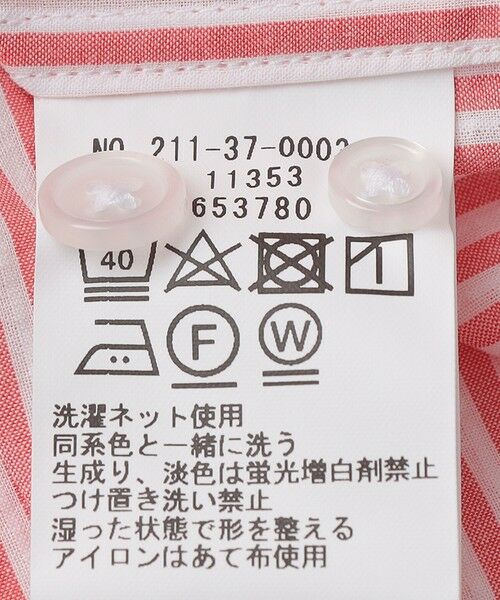 NO. 211-37-0002
11353
653780
40
F W
洗濯ネット使用
同系色と一緒に洗う
生成り、淡色は蛍光増白剤禁止
つけ置き洗い禁止
湿った状態で形を整える
アイロンはあて布使用